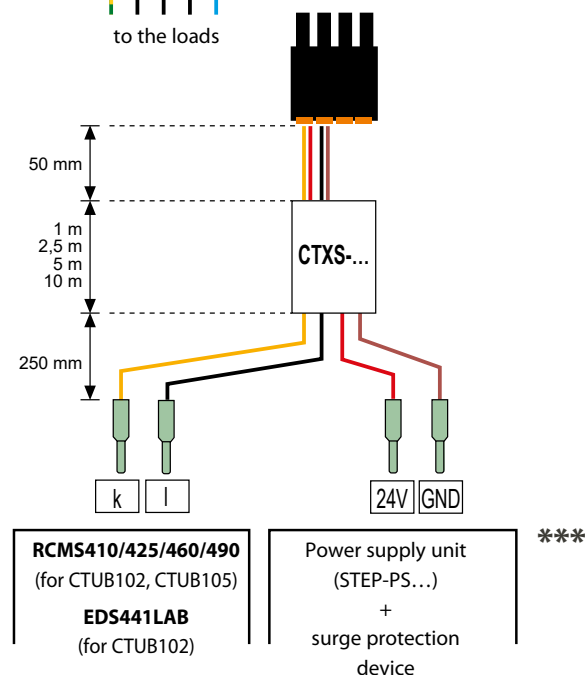 to the loads
50 mm
1 m
2,5 m
5 m
10 m
CTXS-...
250 mm
k l 24V GND
RCMS410/425/460/490
(for CTUB102, CTUB105)
EDS441LAB
(for CTUB102)
Power supply unit
(STEP-PS…)
+
surge protection
device
***